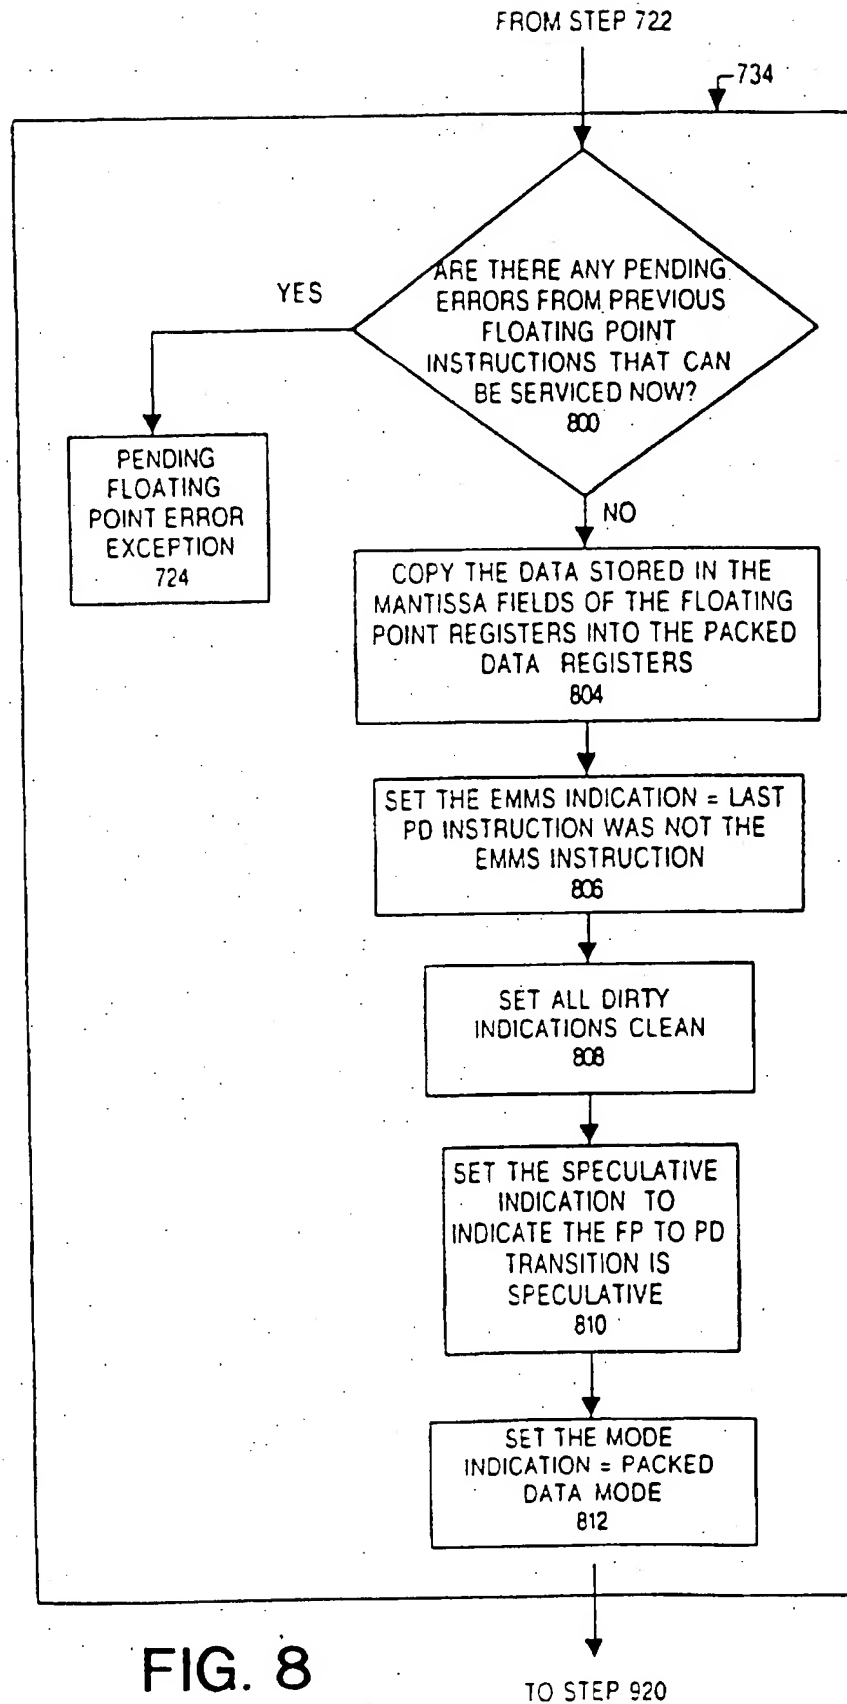 FROM STEP 722
734
ARE THERE ANY PENDING
ERRORS FROM PREVIOUS
FLOATING POINT
INSTRUCTIONS THAT CAN
BE SERVICED NOW?
800
YES
PENDING
FLOATING
POINT ERROR
EXCEPTION
724
NO
COPY THE DATA STORED IN THE
MANTISSA FIELDS OF THE FLOATING
POINT REGISTERS INTO THE PACKED
DATA REGISTERS
804
SET THE EMMS INDICATION = LAST
PD INSTRUCTION WAS NOT THE
EMMS INSTRUCTION
806
SET ALL DIRTY
INDICATIONS CLEAN
808
SET THE SPECULATIVE
INDICATION TO
INDICATE THE FP TO PD
TRANSITION IS
SPECULATIVE
810
SET THE MODE
INDICATION = PACKED
DATA MODE
812
FIG. 8
TO STEP 920